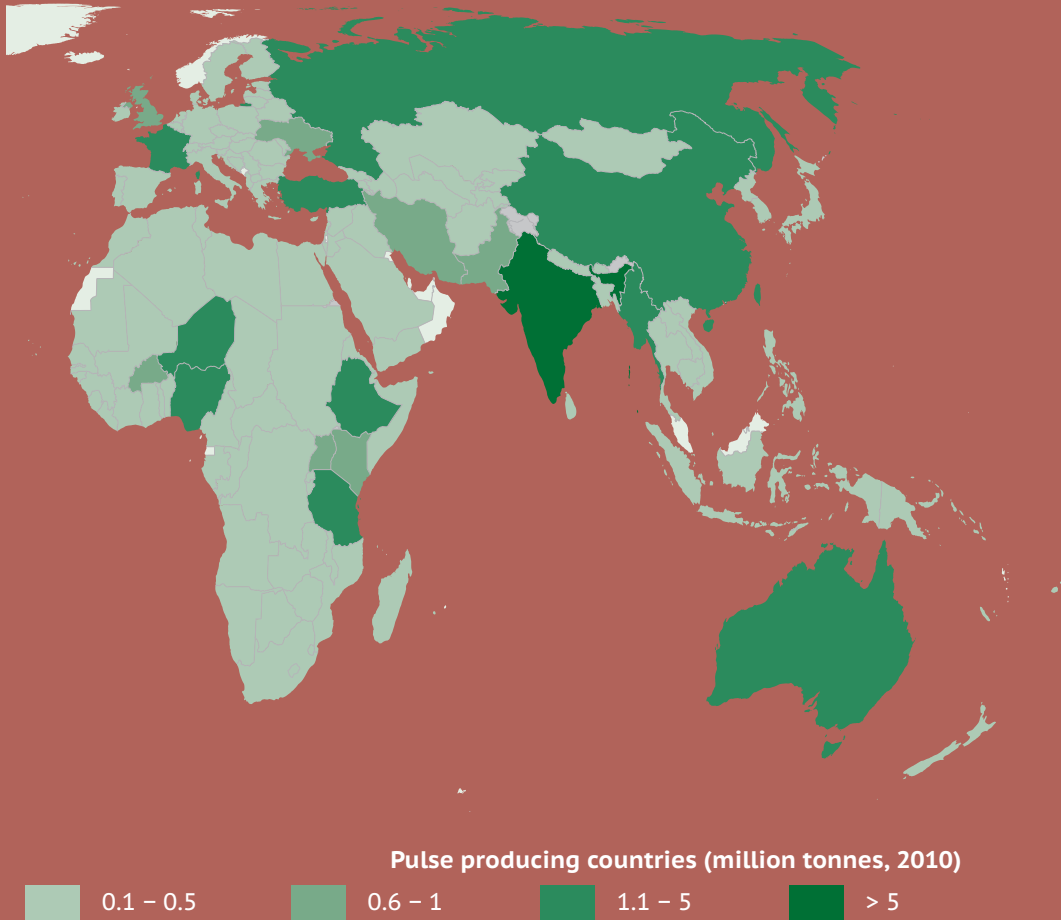 Pulse producing countries (million tonnes, 2010)
0.1 – 0.5 0.6 – 1 1.1 – 5 > 5